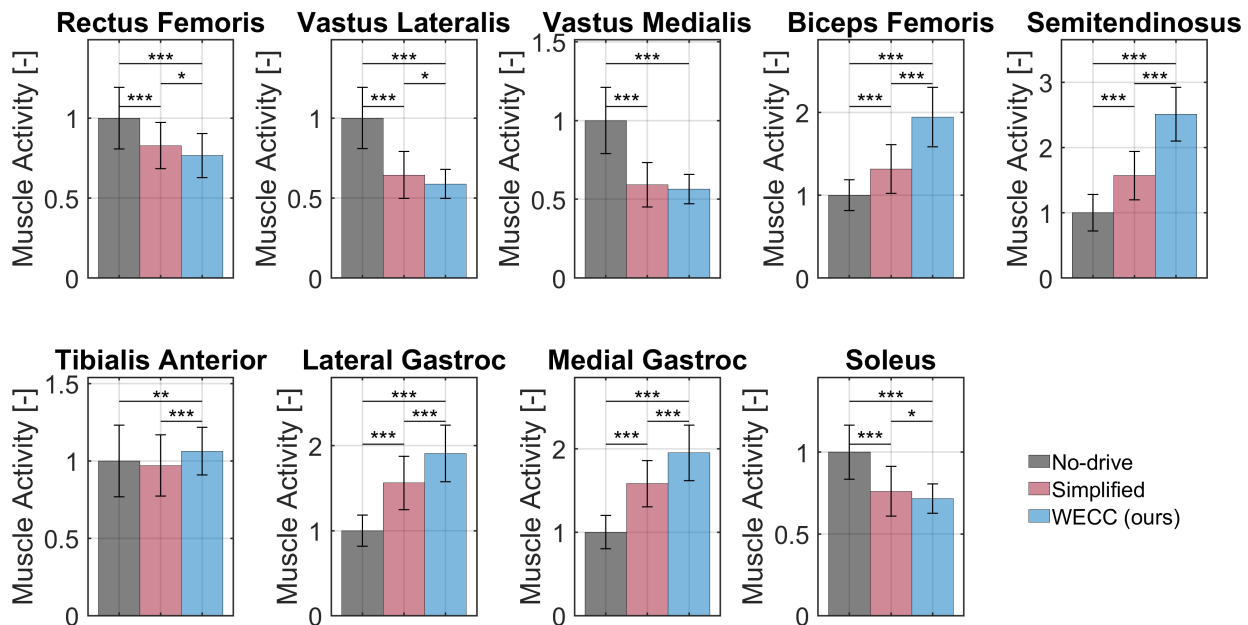 Rectus Femoris
Muscle Activity [-]
1
0.5
0
***
***
*
Vastus Lateralis
Muscle Activity [-]
1
0.5
0
***
***
*
Vastus Medialis
Muscle Activity [-]
1.5
1
0.5
0
***
***
Biceps Femoris
Muscle Activity [-]
2
1
0
***
***
***
Semitendinosus
Muscle Activity [-]
3
2
1
0
***
***
***
Tibialis Anterior
Muscle Activity [-]
1.5
1
0.5
0
**
***
Lateral Gastroc
Muscle Activity [-]
2
1
0
***
***
***
Medial Gastroc
Muscle Activity [-]
2
1
0
***
***
***
Soleus
Muscle Activity [-]
1
0.5
0
***
***
*
No-drive
Simplified
WECC (ours)